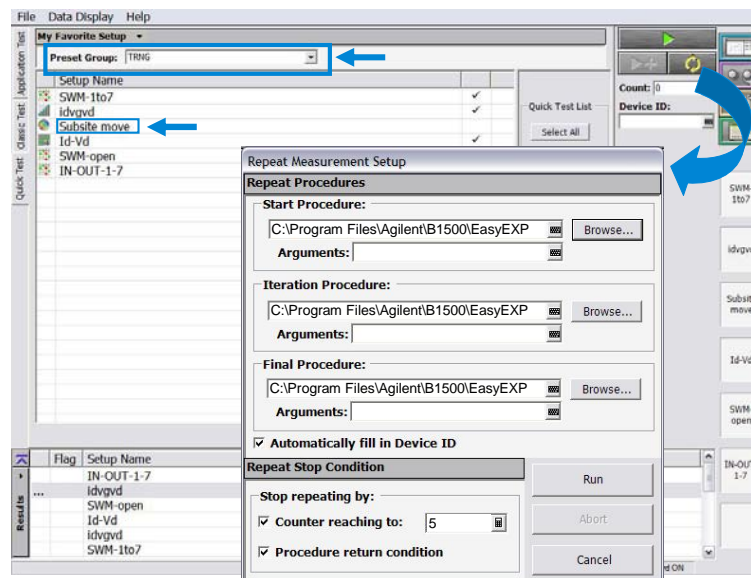 File Data Display Help
My Favorite Setup
Preset Group: TRNG
Application Test
Classic Test
Quick Test
Setup Name
SWM-1to7
idvgvd
Subsite move
Id-Vd
SWM-open
IN-OUT-1-7
Quick Test List
Select All
Count: 0
Device ID:
Repeat Measurement Setup
Repeat Procedures
Start Procedure:
C:\Program Files\Agilent\B1500\EasyEXP
Browse...
Arguments:
Iteration Procedure:
C:\Program Files\Agilent\B1500\EasyEXP
Browse...
Arguments:
Final Procedure:
C:\Program Files\Agilent\B1500\EasyEXP
Browse...
Arguments:
Automatically fill in Device ID
Repeat Stop Condition
Stop repeating by:
Counter reaching to: 5
Procedure return condition
Run
Abort
Cancel
Results
Flag Setup Name
IN-OUT-1-7
... idvgvd
SWM-open
Id-Vd
idvgvd
SWM-1to7
SWM-
1to7
idvgv
Subsit
move
Id-Vd
SWM-
open
IN-OU
1-7
ON